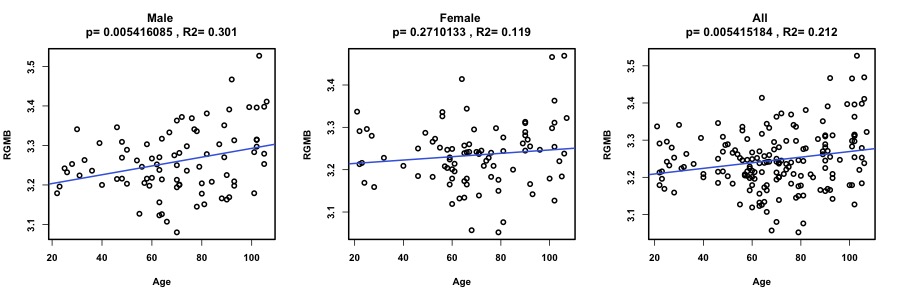 Male
p= 0.005416085 , R2= 0.301
RGMB
3.5
3.4
3.3
3.2
3.1
20 40 60 80 100
Age
Female
p= 0.2710133 , R2= 0.119
RGMB
3.4
3.3
3.2
3.1
20 40 60 80 100
Age
All
p= 0.005415184 , R2= 0.212
RGMB
3.5
3.4
3.3
3.2
3.1
20 40 60 80 100
Age